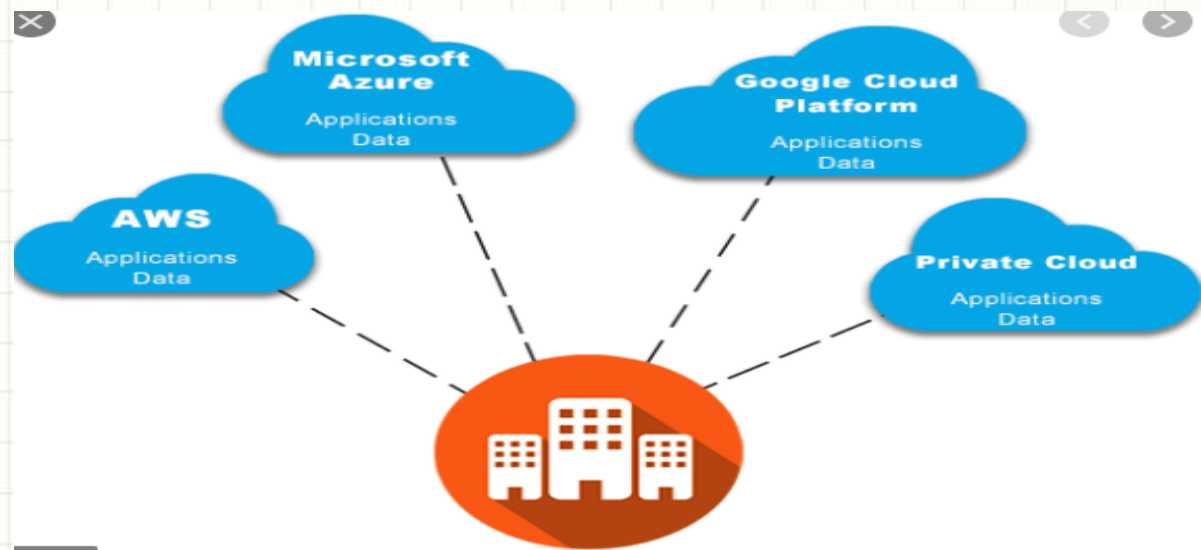 Microsoft
Azure
Applications
Data
Google Cloud
Platform
Applications
Data
AWS
Applications
Data
Private Cloud
Applications
Data